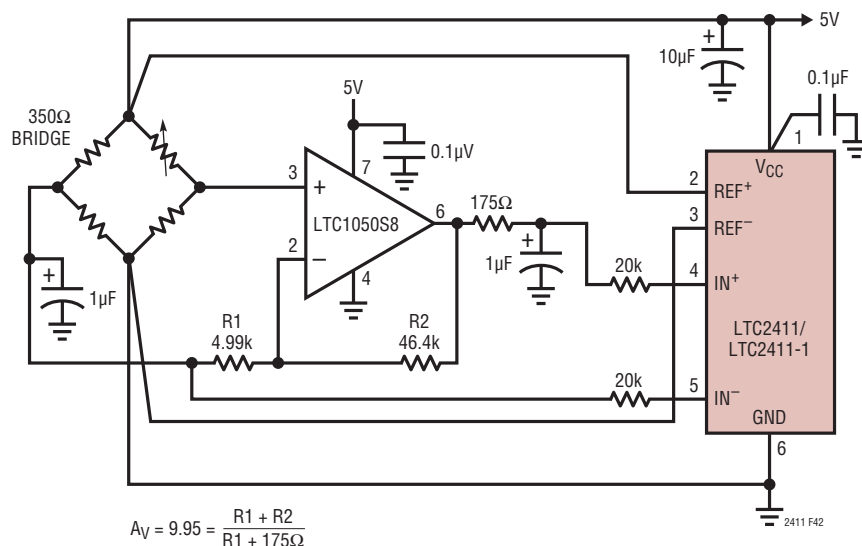 5V
+
10µF
0.1µF
350Ω
BRIDGE
5V
1
7
0.1µV
VCC
3
+
2
REF+
LTC1050S8
6
175Ω
3
REF−
2
−
+
4
1µF
20k
4
IN+
+
1µF
R1
4.99k
R2
46.4k
LTC2411/
LTC2411-1
20k
5
IN−
GND
6
2411 F42
AV = 9.95 = R1 + R2
R1 + 175Ω